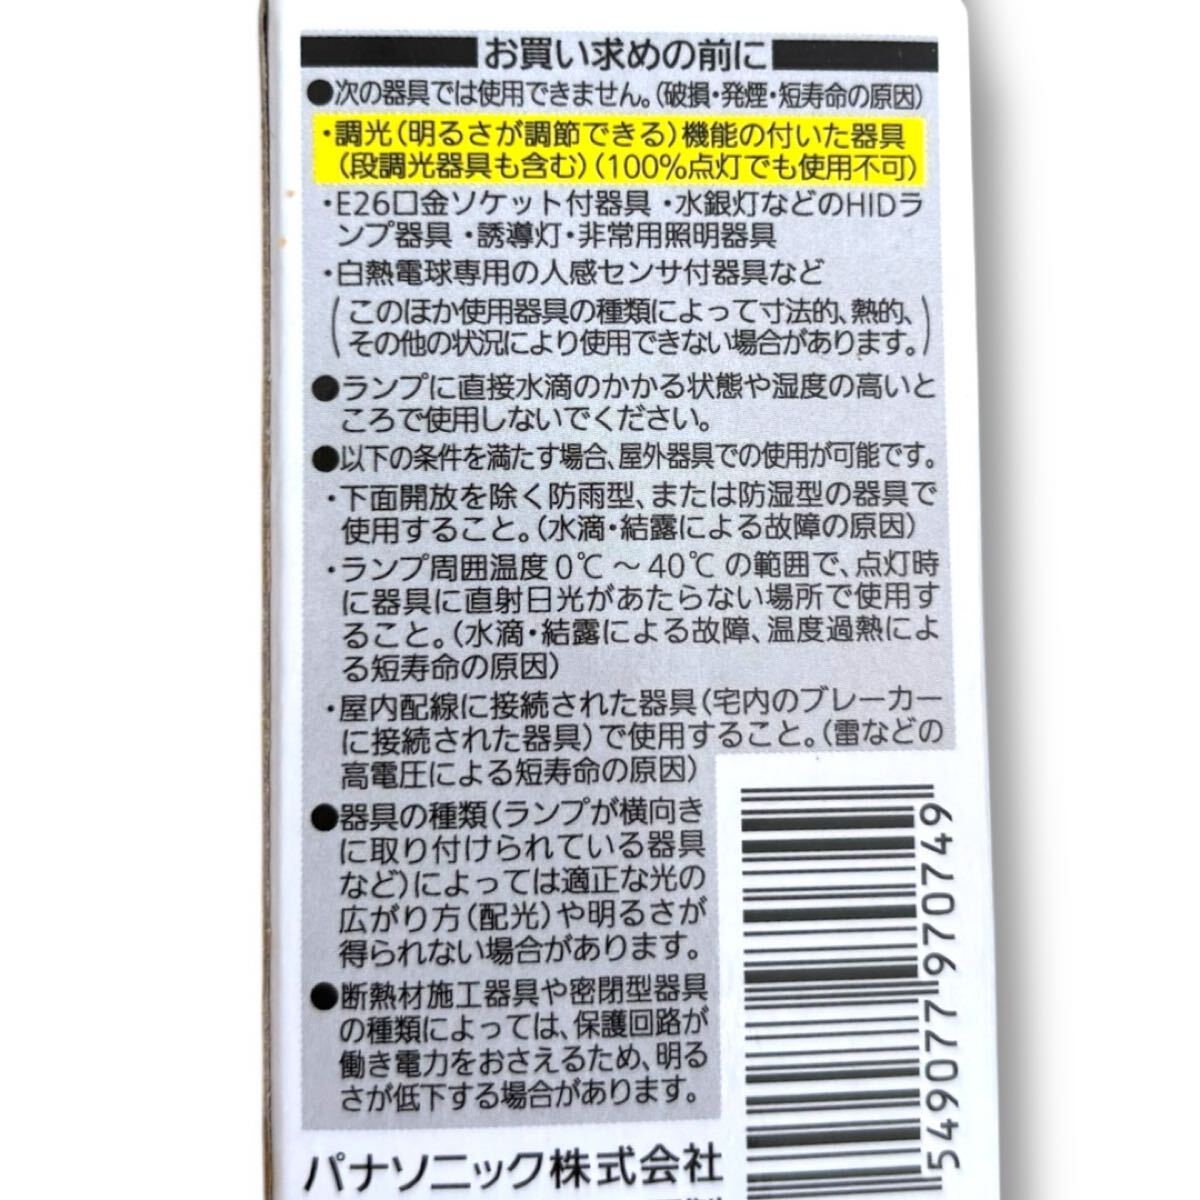 お買い求めの前に
●次の器具では使用できません。(破損・発煙・短寿命の原因)
・調光(明るさが調節できる)機能の付いた器具
(段調光器具も含む)(100%点灯でも使用不可)
・E26口金ソケット付器具 ・水銀灯などのHIDラ
ンプ器具 ・誘導灯・非常用照明器具
・白熱電球専用の人感センサ付器具など
(このほか使用器具の種類によって寸法的、熱的、
その他の状況により使用できない場合があります。)
●ランプに直接水滴のかかる状態や湿度の高いと
ころで使用しないでください。
●以下の条件を満たす場合、屋外器具での使用が可能です。
・下面開放を除く防雨型、または防湿型の器具で
使用すること。(水滴・結露による故障の原因)
・ランプ周囲温度0℃～40℃の範囲で、点灯時
に器具に直射日光があたらない場所で使用す
ること。(水滴・結露による故障、温度過熱によ
る短寿命の原因)
・屋内配線に接続された器具(宅内のブレーカー
に接続された器具)で使用すること。(雷などの
高電圧による短寿命の原因)
●器具の種類(ランプが横向き
に取り付けられている器具
など)によっては適正な光の
広がり方(配光)や明るさが
得られない場合があります。
●断熱材施工器具や密閉型器具
の種類によっては、保護回路が
働き電力をおさえるため、明る
さが低下する場合があります。
パナソニック株式会社
5490770970749